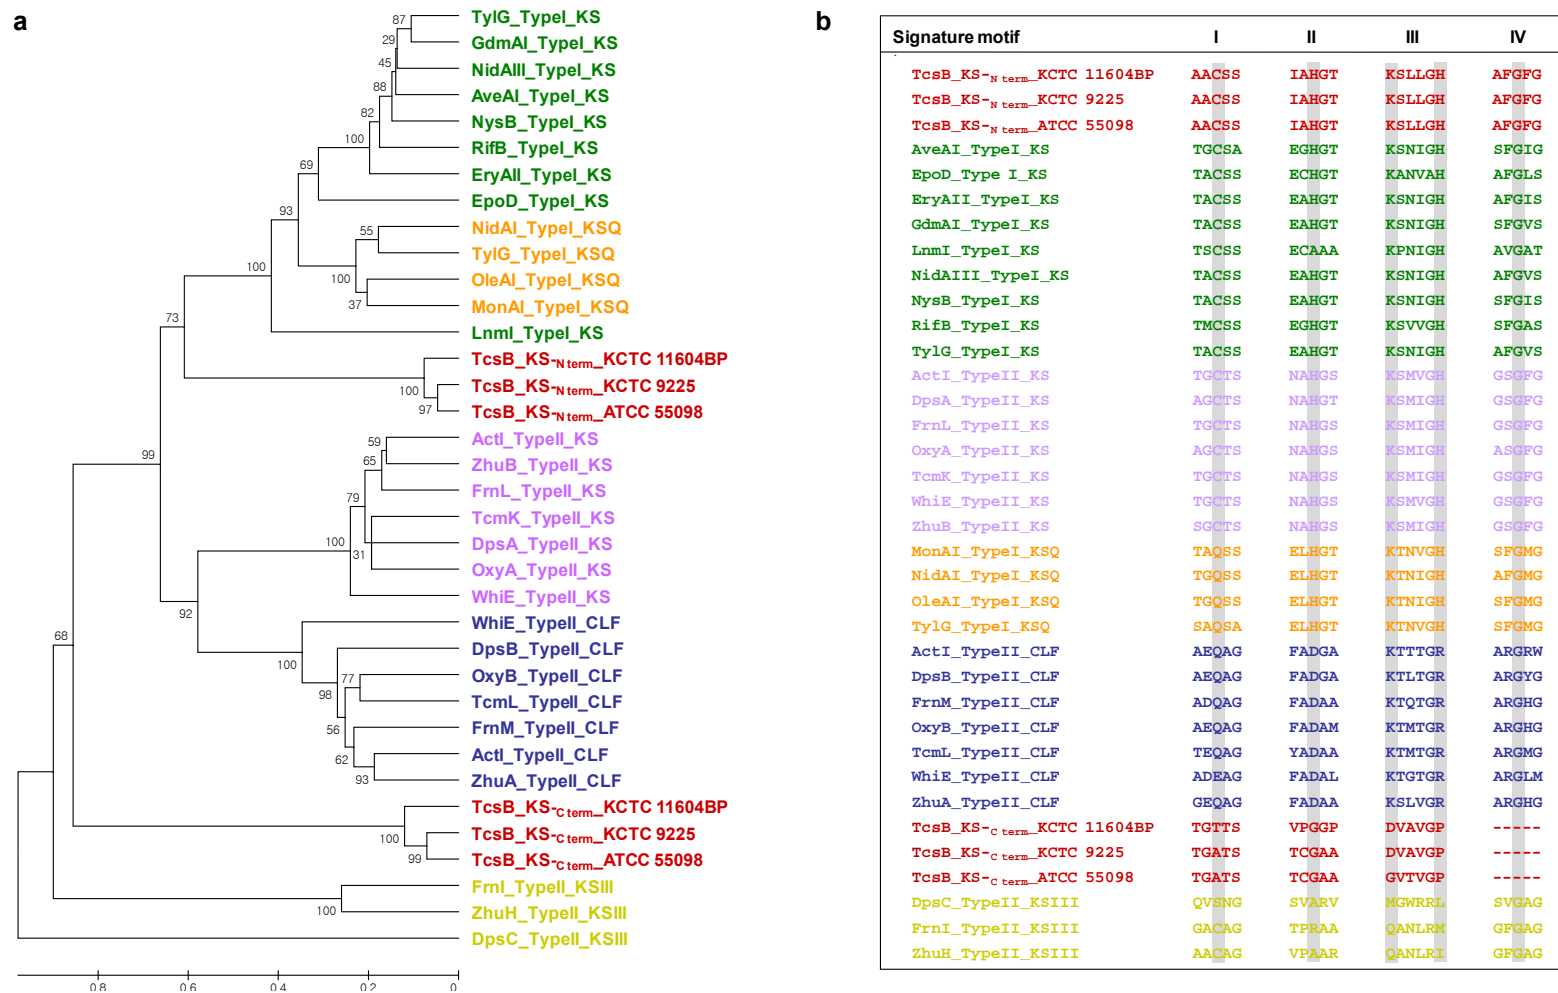 a
87
TylG_TypeI_KS
29
GdmAI_TypeI_KS
45
NidAIII_TypeI_KS
88
AveAI_TypeI_KS
82
NysB_TypeI_KS
100
RifB_TypeI_KS
69
EryAII_TypeI_KS
93
EpoD_TypeI_KS
NidAI_TypeI_KSQ
55
TylG_TypeI_KSQ
100
OleAI_TypeI_KSQ
37
MonAI_TypeI_KSQ
100
LnmI_TypeI_KS
73
TcsB_KS-N term_KCTC 11604BP
100
TcsB_KS-N term_KCTC 9225
97
TcsB_KS-N term_ATCC 55098
99
59
ActI_TypeII_KS
65
ZhuB_TypeII_KS
FrnL_TypeII_KS
79
TcmK_TypeII_KS
100
31
DpsA_TypeII_KS
OxyA_TypeII_KS
WhiE_TypeII_KS
92
WhiE_TypeII_CLF
68
100
DpsB_TypeII_CLF
77
OxyB_TypeII_CLF
98
TcmL_TypeII_CLF
56
FrnM_TypeII_CLF
62
ActI_TypeII_CLF
93
ZhuA_TypeII_CLF
TcsB_KS-C term_KCTC 11604BP
100
TcsB_KS-C term_KCTC 9225
99
TcsB_KS-C term_ATCC 55098
FrnI_TypeII_KSIII
100
ZhuH_TypeII_KSIII
DpsC_TypeII_KSIII
0.8 0.6 0.4 0.2 0
b
Signature motif I II III IV
TcsB_KS-N term_KCTC 11604BP AACSS IAHGT KSLLGH AFGFG
TcsB_KS-N term_KCTC 9225 AACSS IAHGT KSLLGH AFGFG
TcsB_KS-N term_ATCC 55098 AACSS IAHGT KSLLGH AFGFG
AveAI_TypeI_KS TGCSA EGHGT KSNIGH SFGIG
EpoD_Type I_KS TACSS ECHGT KANVAH AFGLS
EryAII_TypeI_KS TACSS EAHGT KSNIGH AFGIS
GdmAI_TypeI_KS TACSS EAHGT KSNIGH SFGVS
LnmI_TypeI_KS TSCSS ECAAA KPNIGH AVGAT
NidAIII_TypeI_KS TACSS EAHGT KSNIGH AFGVS
NysB_TypeI_KS TACSS EAHGT KSNIGH SFGIS
RifB_TypeI_KS TMCSS EGHGT KSVVGH SFGAS
TylG_TypeI_KS TACSS EAHGT KSNIGH AFGVS
ActI_TypeII_KS TGCTS NAHGS KSMVGH GSGFG
DpsA_TypeII_KS AGCTS NAHGS KSMIGH GSGFG
FrnL_TypeII_KS TGCTS NAHGS KSMIGH GSGFG
OxyA_TypeII_KS AGCTS NAHGS KSMIGH ASGFG
TcmK_TypeII_KS TGCTS NAHGS KSMIGH GSGFG
WhiE_TypeII_KS TGCTS NAHGS KSMVGH GSGFG
ZhuB_TypeII_KS SGCTS NAHGS KSMIGH GSGFG
MonAI_TypeI_KSQ TAQSS ELHGT KTNVGH SFGMG
NidAI_TypeI_KSQ TGQSS ELHGT KTNIGH AFGMG
OleAI_TypeI_KSQ TGQSS ELHGT KTNIGH SFGMG
TylG_TypeI_KSQ SAQSA ELHGT KTNVGH SFGMG
ActI_TypeII_CLF AEQAG FADGA KTTTGR ARGRW
DpsB_TypeII_CLF AEQAG FADGA KTLTGR ARGYG
FrnM_TypeII_CLF ADQAG FADAA KTQTGR ARGHG
OxyB_TypeII_CLF AEQAG FADAM KTMTGR ARGHG
TcmL_TypeII_CLF TEQAG YADAA KTMTGR ARGMG
WhiE_TypeII_CLF ADEAG FADAL KTGTGR ARGLM
ZhuA_TypeII_CLF GEQAG FADAA KSLVGR ARGHG
TcsB_KS-C term_KCTC 11604BP TGTTS VPGGP DVAVGP -----
TcsB_KS-C term_KCTC 9225 TGATS TCGAA DVAVGP -----
TcsB_KS-C term_ATCC 55098 TGATS TCGAA GVTVGP -----
DpsC_TypeII_KSIII QVSNG SVARV MGWRRL SVGAG
FrnI_TypeII_KSIII GACAG TPRAA QANLRM GFGAG
ZhuH_TypeII_KSIII AACAG VPAAR QANLRI GFGAG